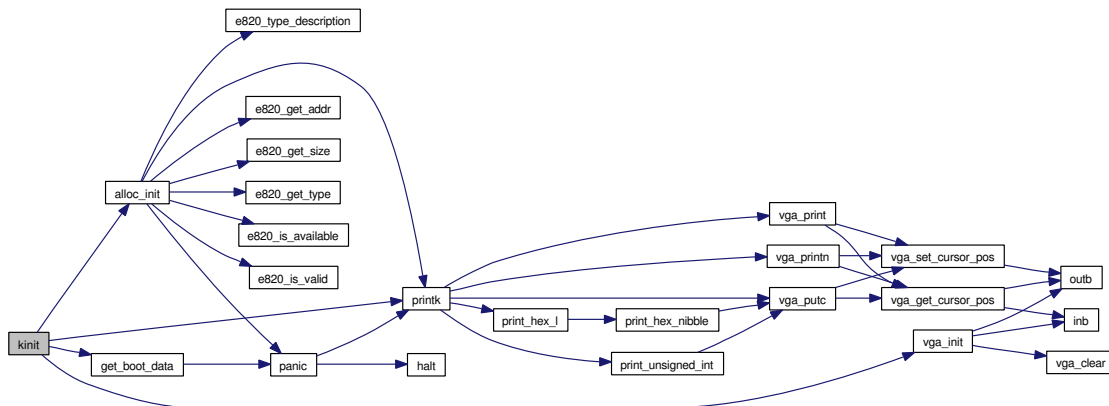 e820_type_description
e820_get_addr
e820_get_size
alloc_init
e820_get_type
e820_is_available
e820_is_valid
vga_print
vga_printn
vga_set_cursor_pos
outb
printk
vga_putc
vga_get_cursor_pos
print_hex_l
print_hex_nibble
inb
kinit
vga_init
get_boot_data
panic
halt
print_unsigned_int
vga_clear